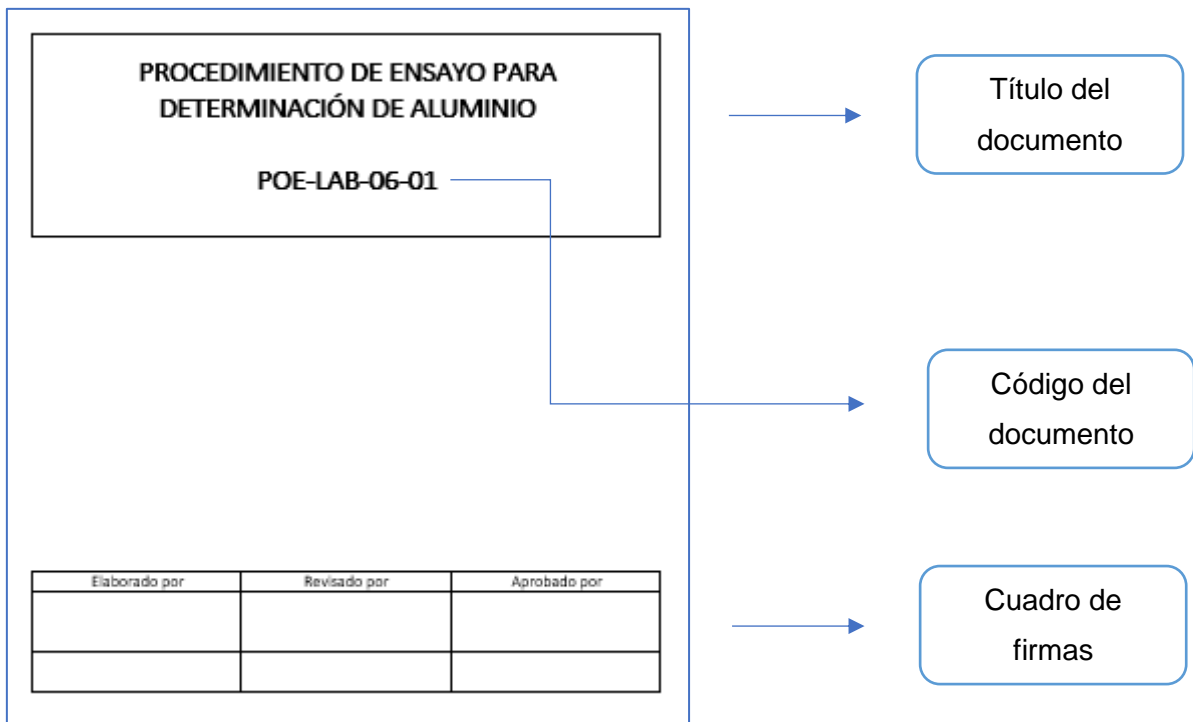 PROCEDIMIENTO DE ENSAYO PARA
DETERMINACIÓN DE ALUMINIO
POE-LAB-06-01
Título del
documento
Código del
documento
Elaborado por Revisado por Aprobado por
Cuadro de
firmas